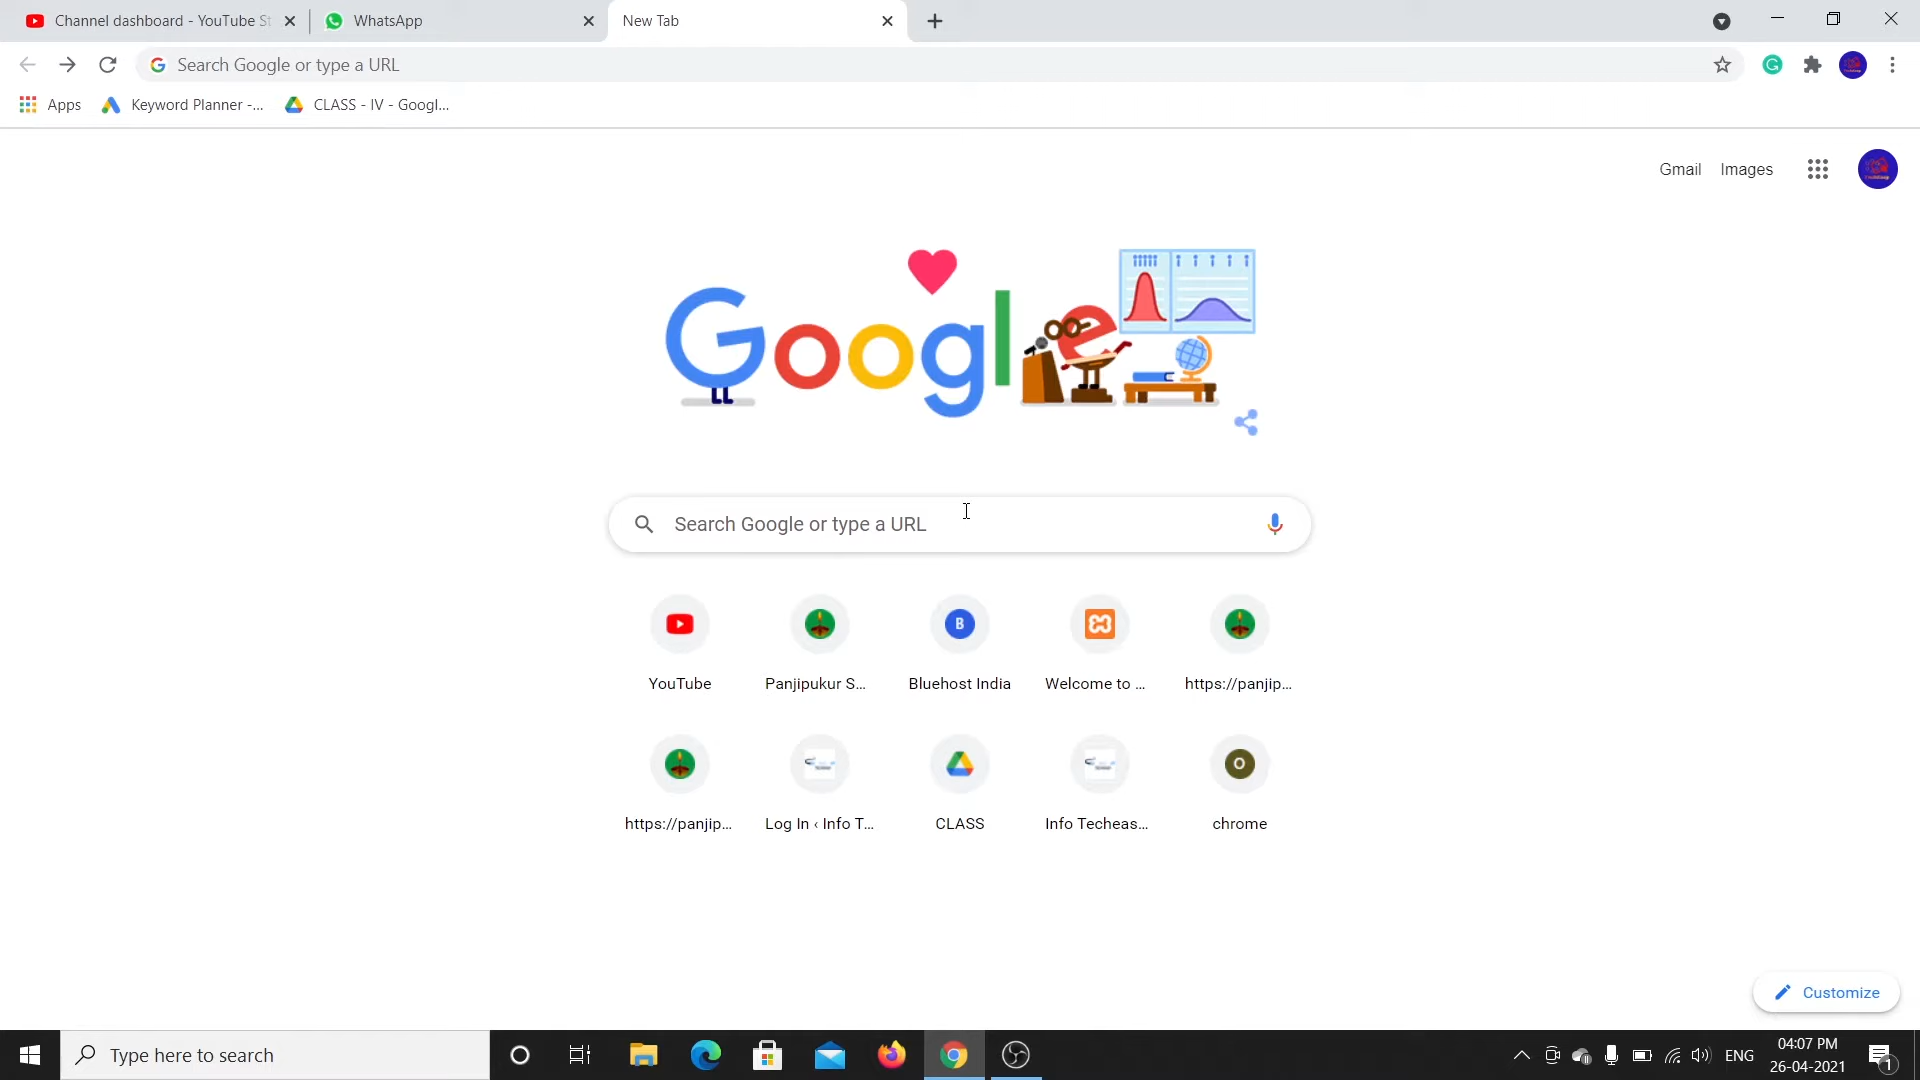 Channel dashboard - YouTube St
WhatsApp
New Tab
Search Google or type a URL
Apps
Keyword Planner -...
CLASS - IV - Googl...
Gmail
Images
Google
Search Google or type a URL
YouTube
Panjipukur S...
B
Bluehost India
Welcome to ...
https://panjip...
https://panjip...
Log In ‹ Info T...
CLASS
Info Techeas...
O
chrome
Customize
Type here to search
ENG
04:07 PM
26-04-2021
1